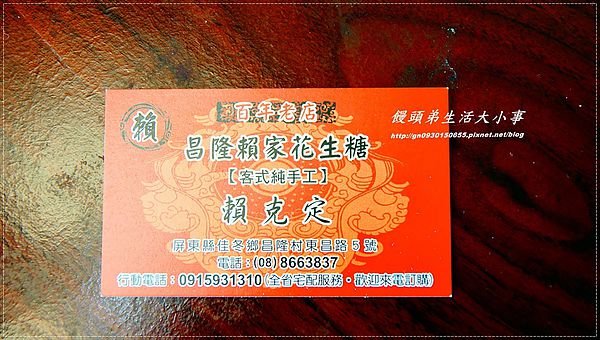 百年老店
賴
昌隆賴家花生糖
【客式純手工】
賴克定
屏東縣佳冬鄉昌隆村東昌路5號
電話：(08)8663837
行動電話：0915931310(全省宅配服務・歡迎來電訂購)
饅頭弟生活大小事
http://gn0930150855.pixnet.net/blog